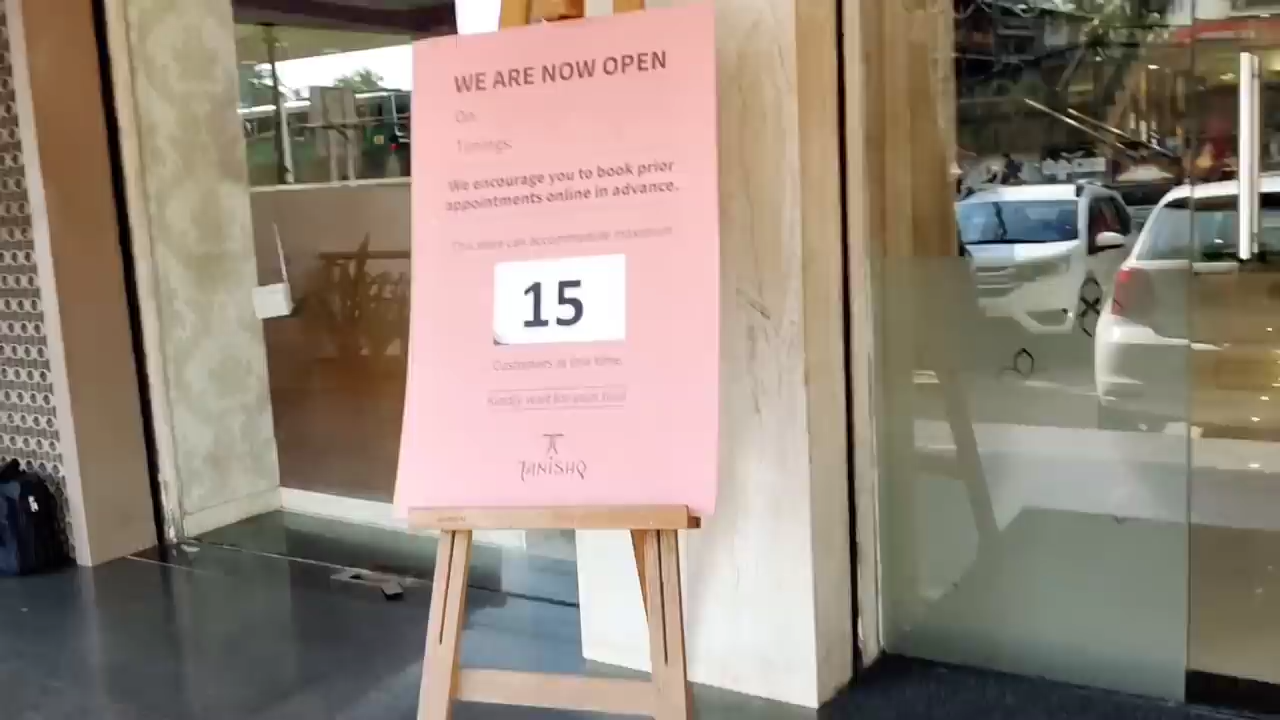 WE ARE NOW OPEN
On
Timings
We encourage you to book prior
appointments online in advance.
This store can accommodate maximum
15
Customers at this time
Kindly wait for your turn
TANISHQ